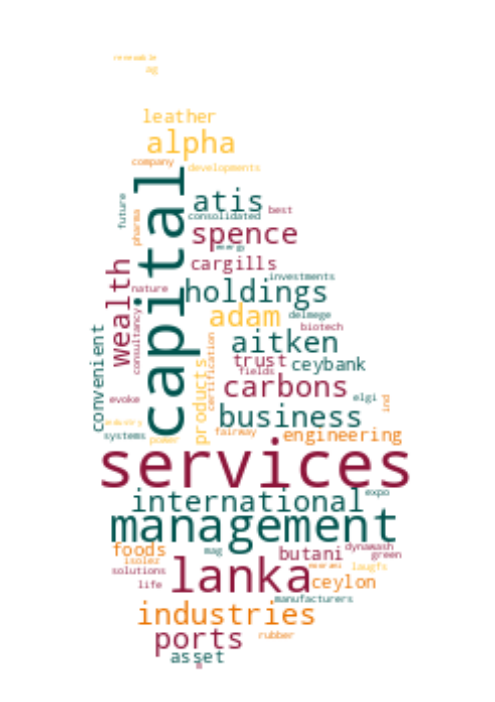 renewable
ag
leather
alpha
company
developments
capital
future
pharma
atis
consolidated
best
spence
energy
cargills
wealth
nature
investments
holdings
consultancy
adam
delmege
biotech
aitken
convenient
certification
trust
ceybank
fields
products
carbons
evoke
elgi
ind
business
industry
systems
power
fairway
engineering
services
international
expo
management
foods
mag
butani
dynawash
green
isolez
solutions
lanka
laugfs
life
ceylon
manufacturers
industries
ports
rubber
asset